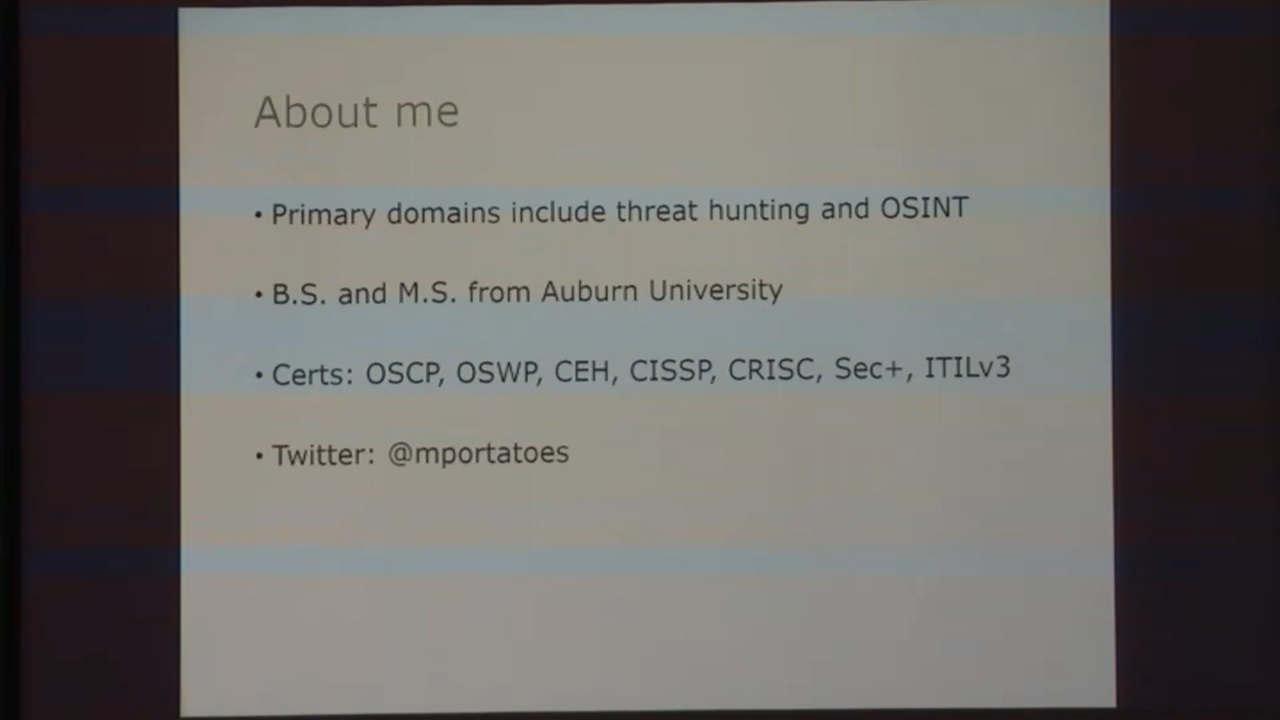 About me
• Primary domains include threat hunting and OSINT
• B.S. and M.S. from Auburn University
• Certs: OSCP, OSWP, CEH, CISSP, CRISC, Sec+, ITILv3
• Twitter: @mportatoes